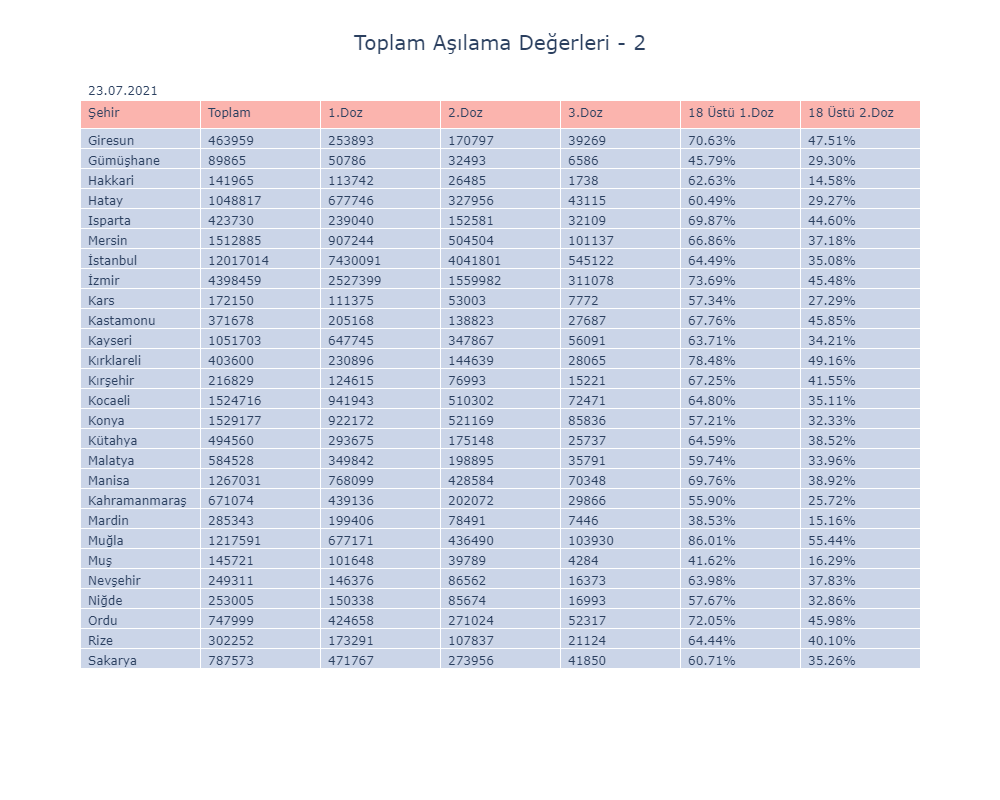 Toplam Aşılama Değerleri - 2
23.07.2021
Şehir Toplam 1.Doz 2.Doz 3.Doz 18 Üstü 1.Doz 18 Üstü 2.Doz
Giresun 463959 253893 170797 39269 70.63% 47.51%
Gümüşhane 89865 50786 32493 6586 45.79% 29.30%
Hakkari 141965 113742 26485 1738 62.63% 14.58%
Hatay 1048817 677746 327956 43115 60.49% 29.27%
Isparta 423730 239040 152581 32109 69.87% 44.60%
Mersin 1512885 907244 504504 101137 66.86% 37.18%
İstanbul 12017014 7430091 4041801 545122 64.49% 35.08%
İzmir 4398459 2527399 1559982 311078 73.69% 45.48%
Kars 172150 111375 53003 7772 57.34% 27.29%
Kastamonu 371678 205168 138823 27687 67.76% 45.85%
Kayseri 1051703 647745 347867 56091 63.71% 34.21%
Kırklareli 403600 230896 144639 28065 78.48% 49.16%
Kırşehir 216829 124615 76993 15221 67.25% 41.55%
Kocaeli 1524716 941943 510302 72471 64.80% 35.11%
Konya 1529177 922172 521169 85836 57.21% 32.33%
Kütahya 494560 293675 175148 25737 64.59% 38.52%
Malatya 584528 349842 198895 35791 59.74% 33.96%
Manisa 1267031 768099 428584 70348 69.76% 38.92%
Kahramanmaraş 671074 439136 202072 29866 55.90% 25.72%
Mardin 285343 199406 78491 7446 38.53% 15.16%
Muğla 1217591 677171 436490 103930 86.01% 55.44%
Muş 145721 101648 39789 4284 41.62% 16.29%
Nevşehir 249311 146376 86562 16373 63.98% 37.83%
Niğde 253005 150338 85674 16993 57.67% 32.86%
Ordu 747999 424658 271024 52317 72.05% 45.98%
Rize 302252 173291 107837 21124 64.44% 40.10%
Sakarya 787573 471767 273956 41850 60.71% 35.26%